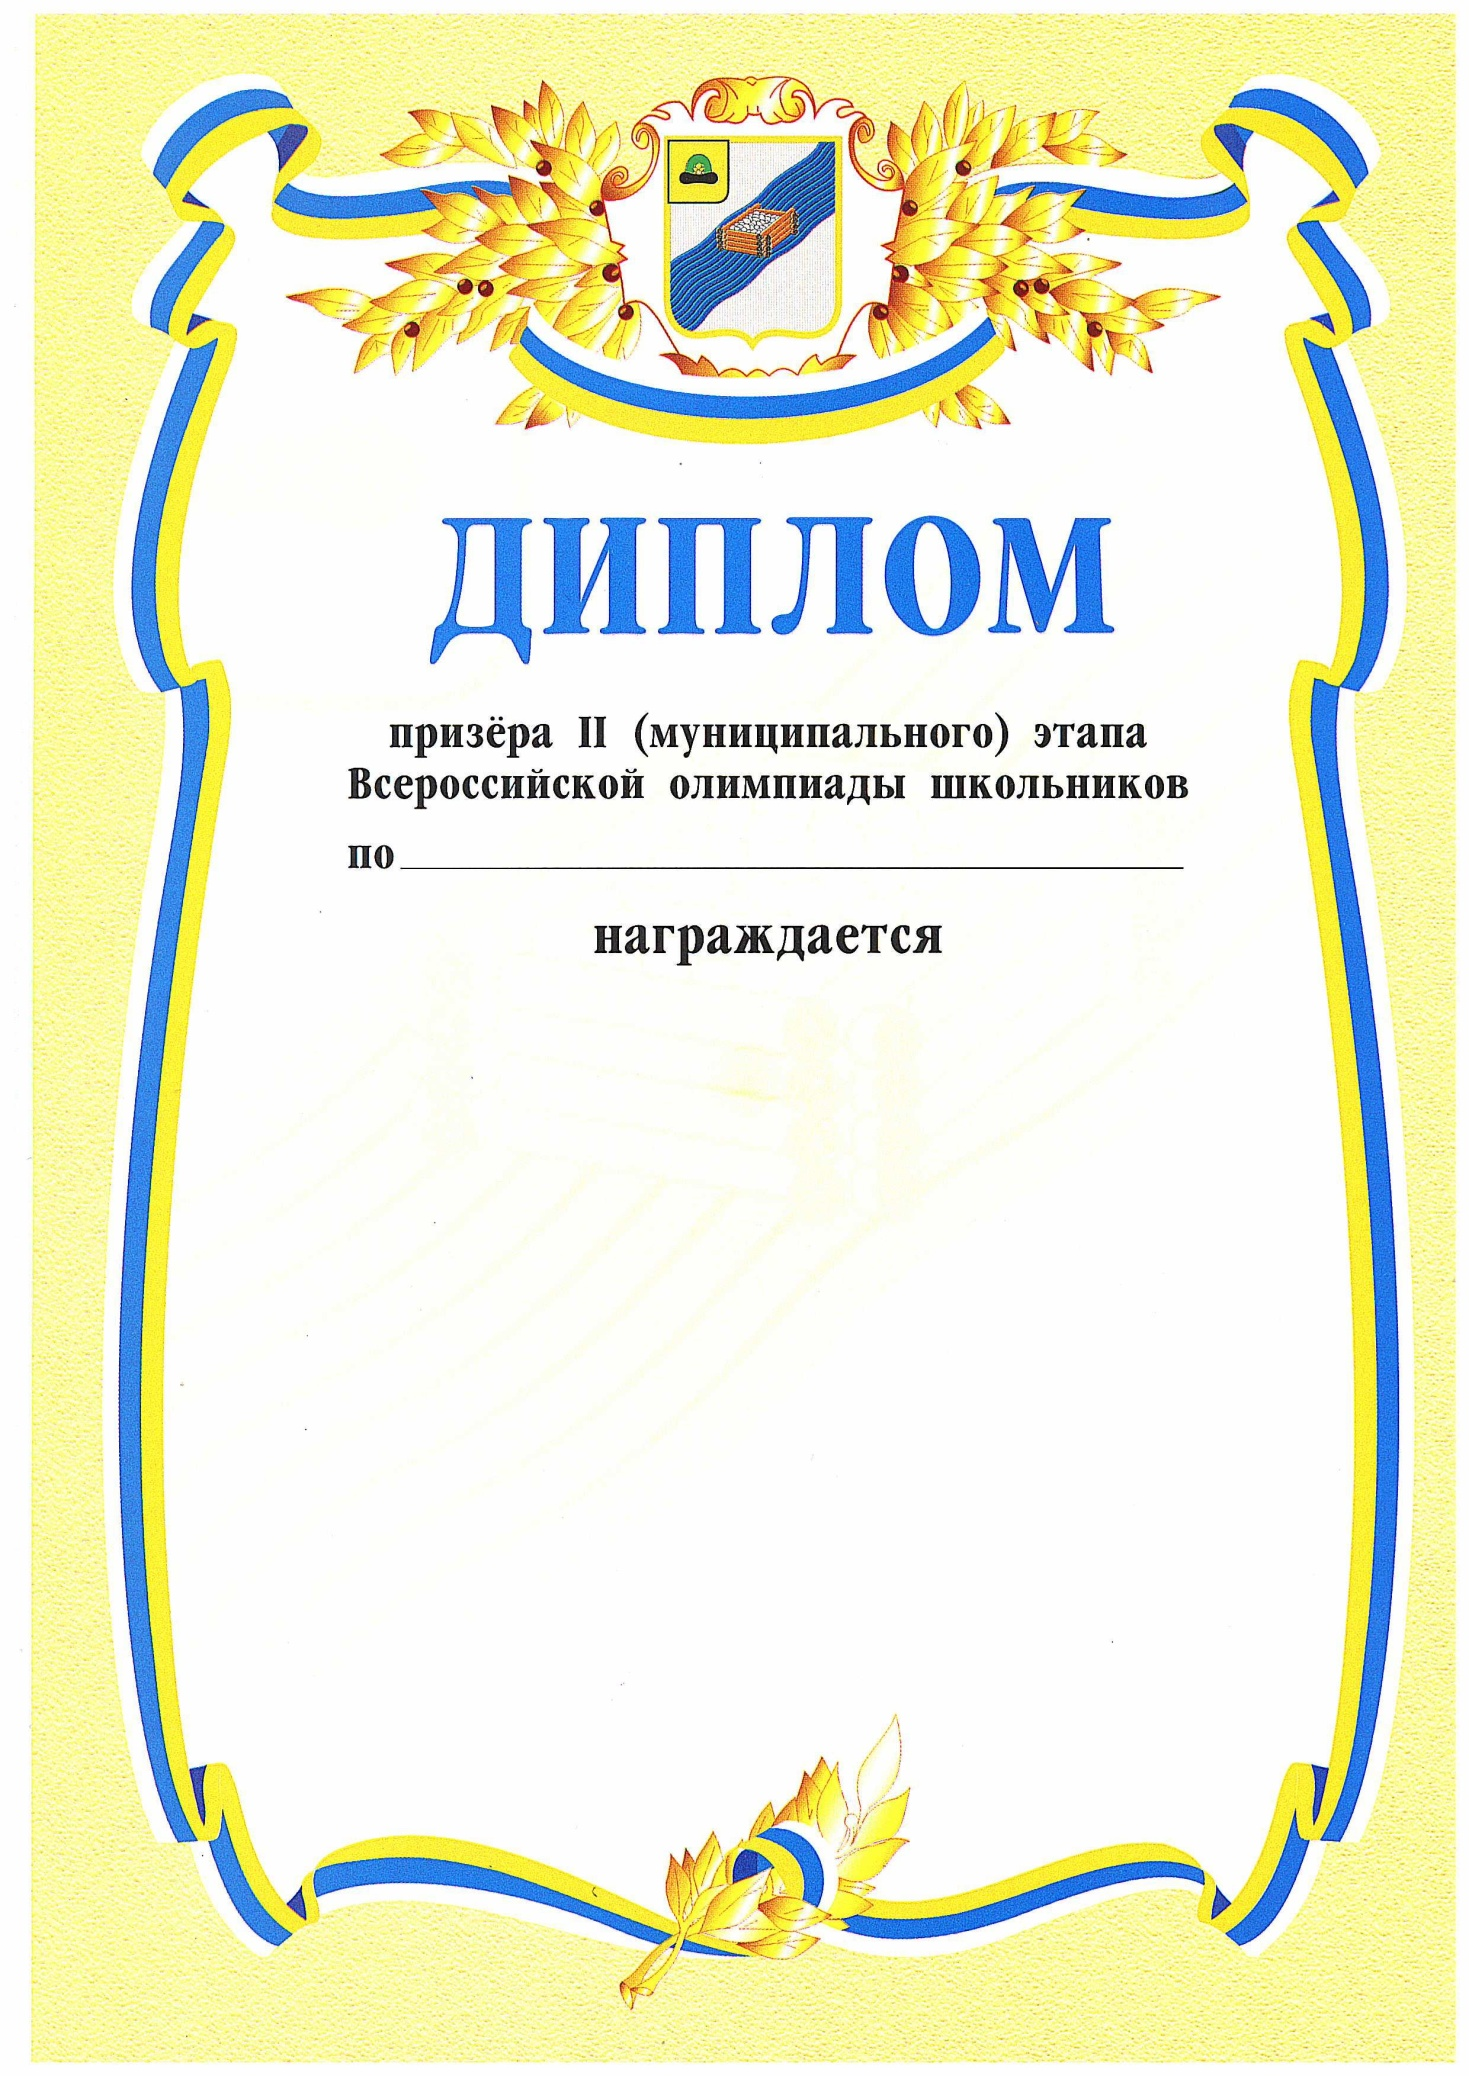 ДИПЛОМ
призёра II (муниципального) этапа
Всероссийской олимпиады школьников
по
награждается